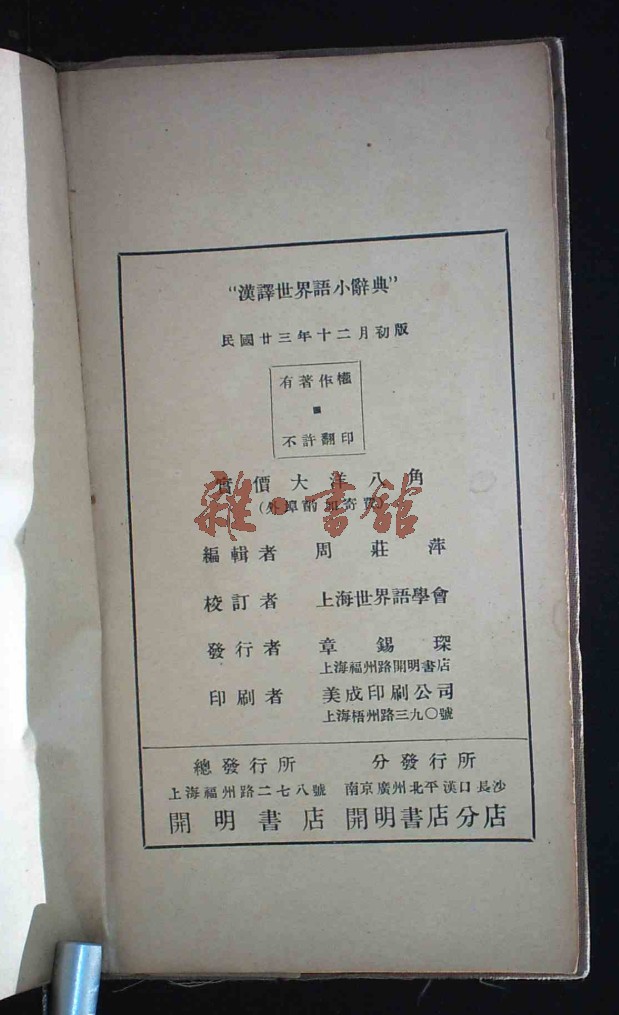 “漢譯世界語小辭典”
民國廿三年十二月初版
有著作權
不許翻印
實價大洋八角
(外埠酌加寄費)
雜·書館
編輯者 周莊萍
校訂者 上海世界語學會
發行者 章錫琛
上海福州路開明書店
印刷者 美成印刷公司
上海梧州路三九〇號
總發行所 分發行所
上海福州路二七八號 南京廣州北平漢口長沙
開明書店 開明書店分店